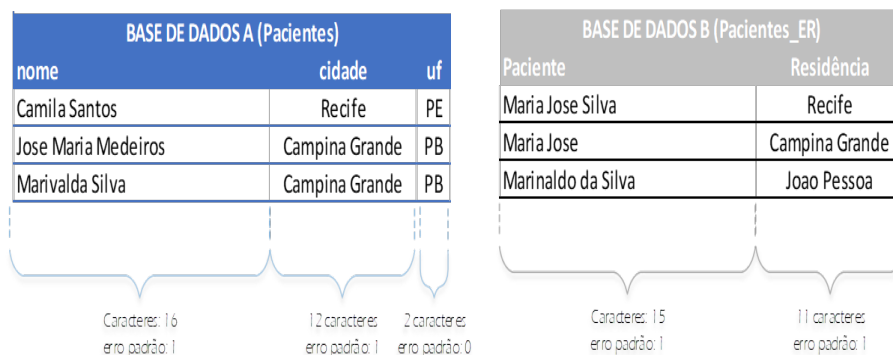 BASE DE DADOS A (Pacientes)
nome cidade uf
Camila Santos Recife PE
Jose Maria Medeiros Campina Grande PB
Marivalda Silva Campina Grande PB
Caracteres: 16 12 caracteres 2 caracteres
erro padrão: 1 erro padrão: 1 erro padrão: 0
BASE DE DADOS B (Pacientes_ER)
Paciente Residência
Maria Jose Silva Recife
Maria Jose Campina Grande
Marinaldo da Silva Joao Pessoa
Caracteres: 15 11 caracteres
erro padrão: 1 erro padrão: 1